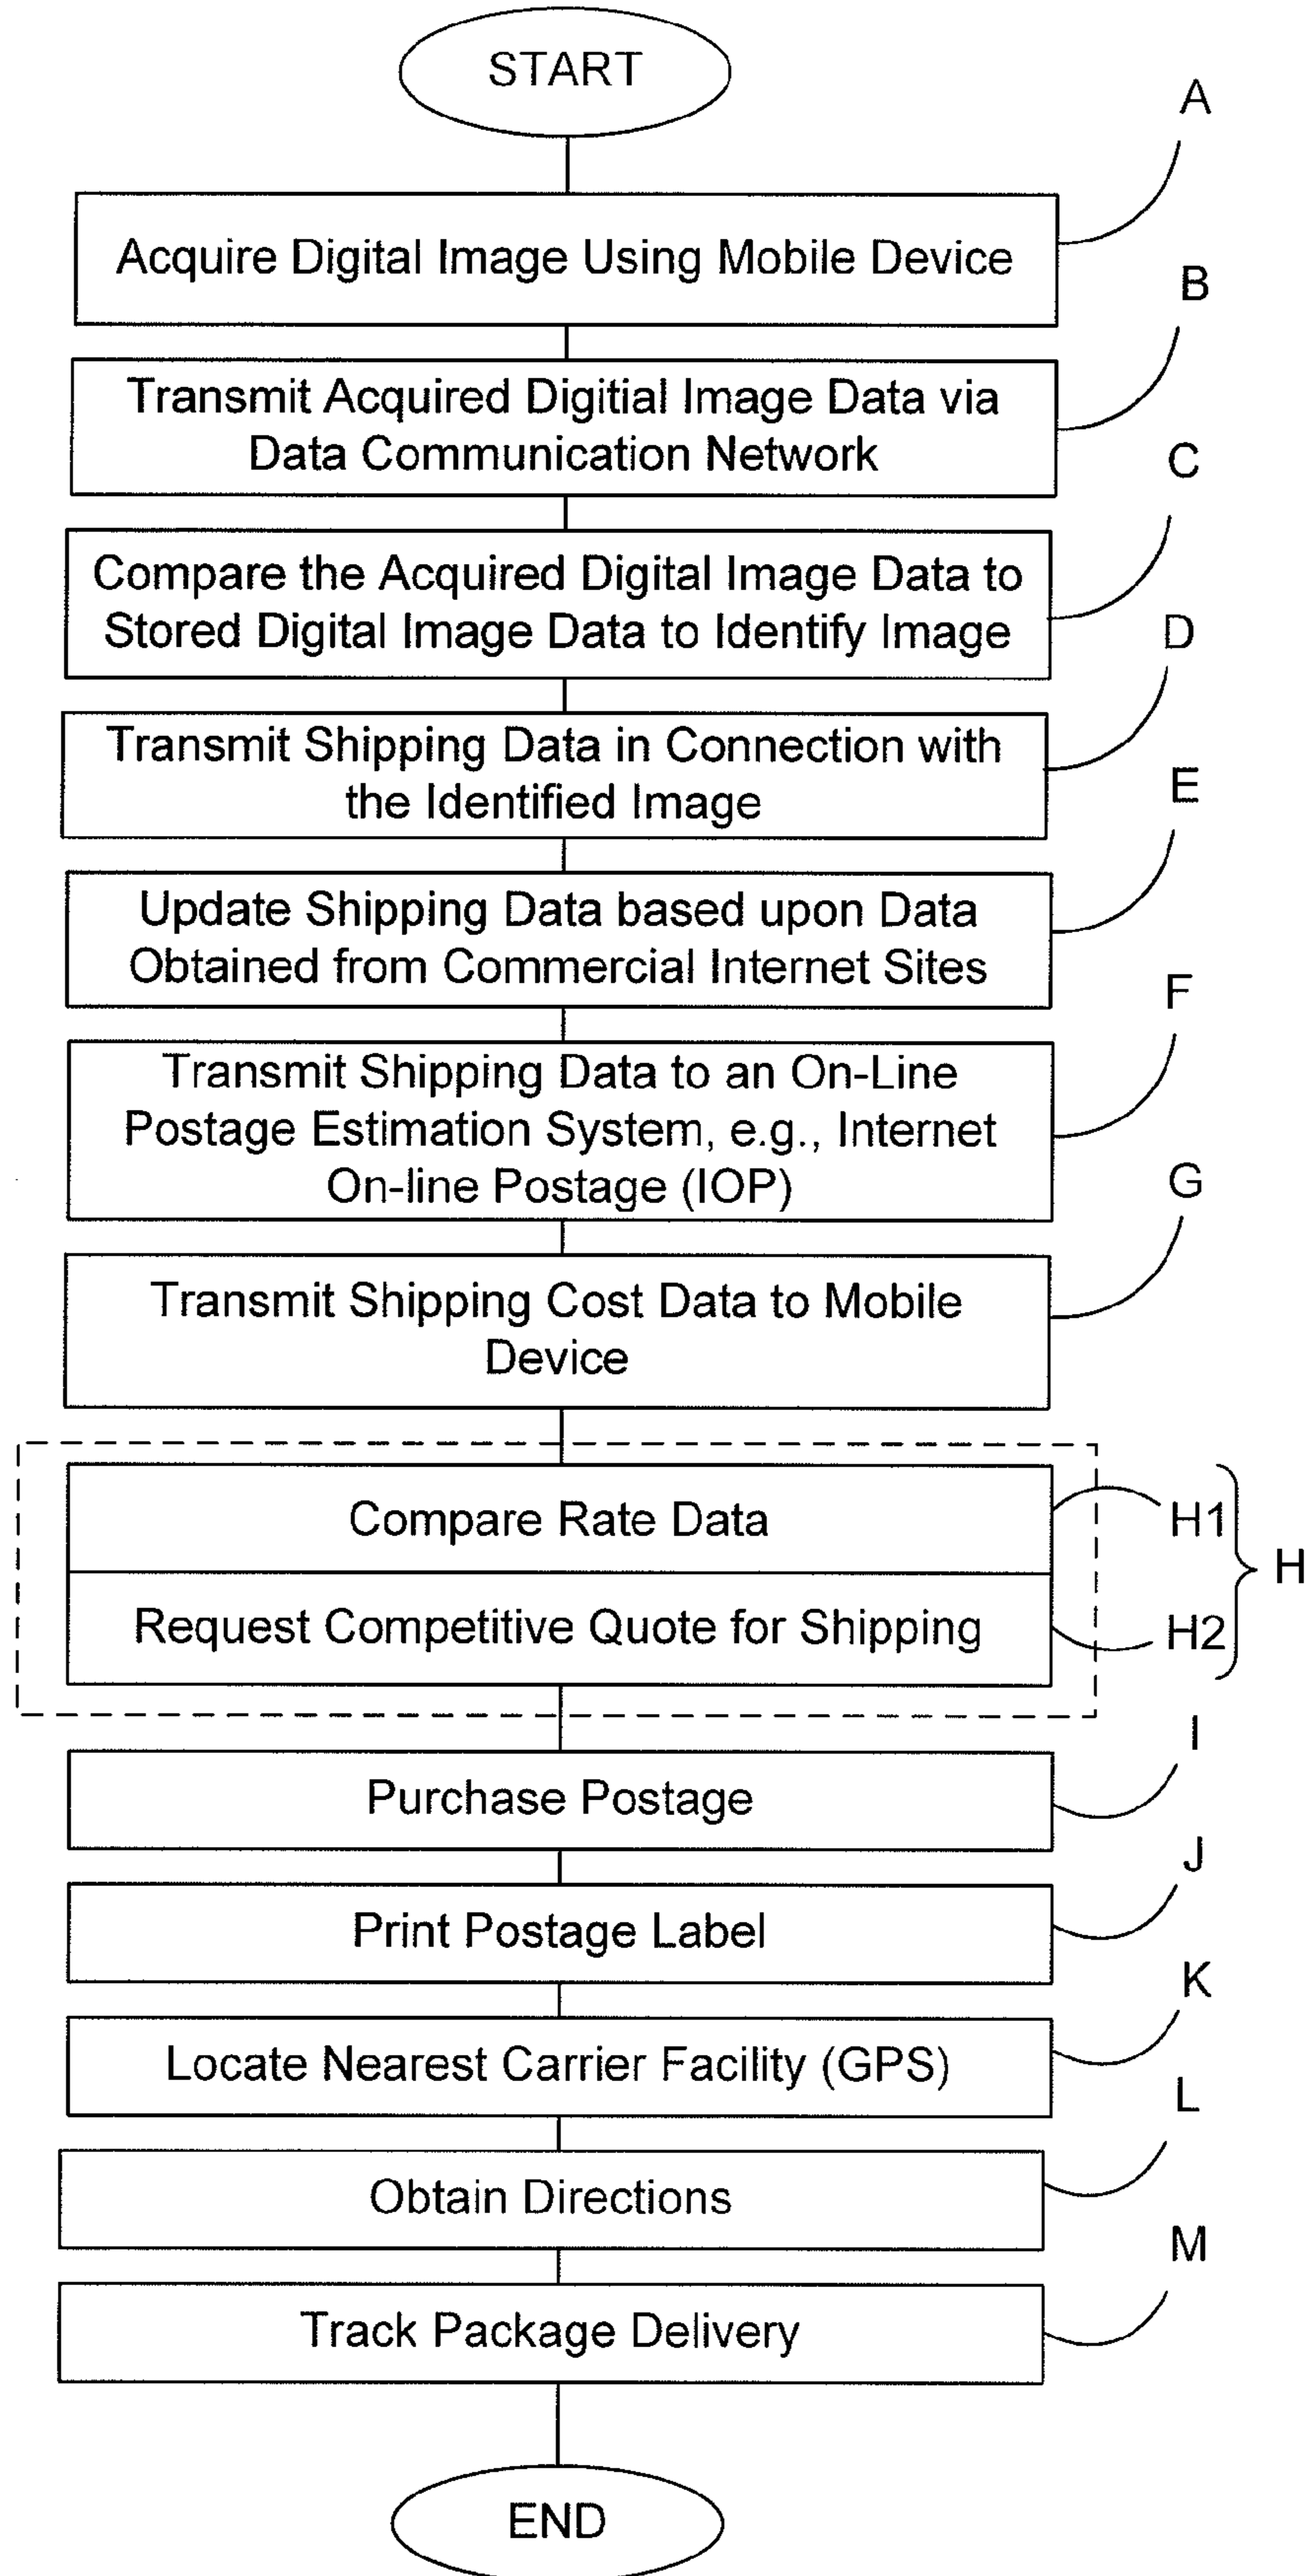 START
A
Acquire Digital Image Using Mobile Device
B
Transmit Acquired Digitial Image Data via
Data Communication Network
C
Compare the Acquired Digital Image Data to
Stored Digital Image Data to Identify Image
D
Transmit Shipping Data in Connection with
the Identified Image
E
Update Shipping Data based upon Data
Obtained from Commercial Internet Sites
F
Transmit Shipping Data to an On-Line
Postage Estimation System, e.g., Internet
On-line Postage (IOP)
G
Transmit Shipping Cost Data to Mobile
Device
Compare Rate Data
H1
H
Request Competitive Quote for Shipping
H2
I
Purchase Postage
J
Print Postage Label
K
Locate Nearest Carrier Facility (GPS)
L
Obtain Directions
M
Track Package Delivery
END